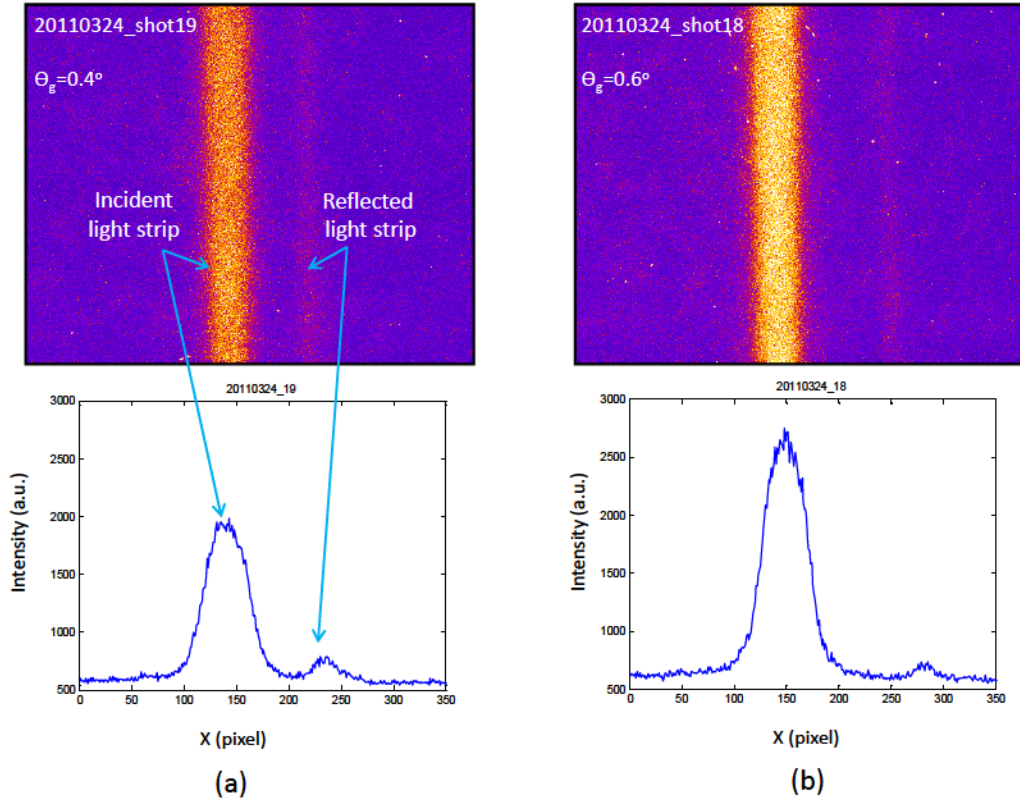 20110324_shot19
Ɵg=0.4°
Incident
light strip
Reflected
light strip
20110324_19
3000
2500
2000
1500
1000
500
0 50 100 150 200 250 300 350
Intensity (a.u.)
X (pixel)
(a)
20110324_shot18
Ɵg=0.6°
20110324_18
3000
2500
2000
1500
1000
500
0 50 100 150 200 250 300 350
Intensity (a.u.)
X (pixel)
(b)